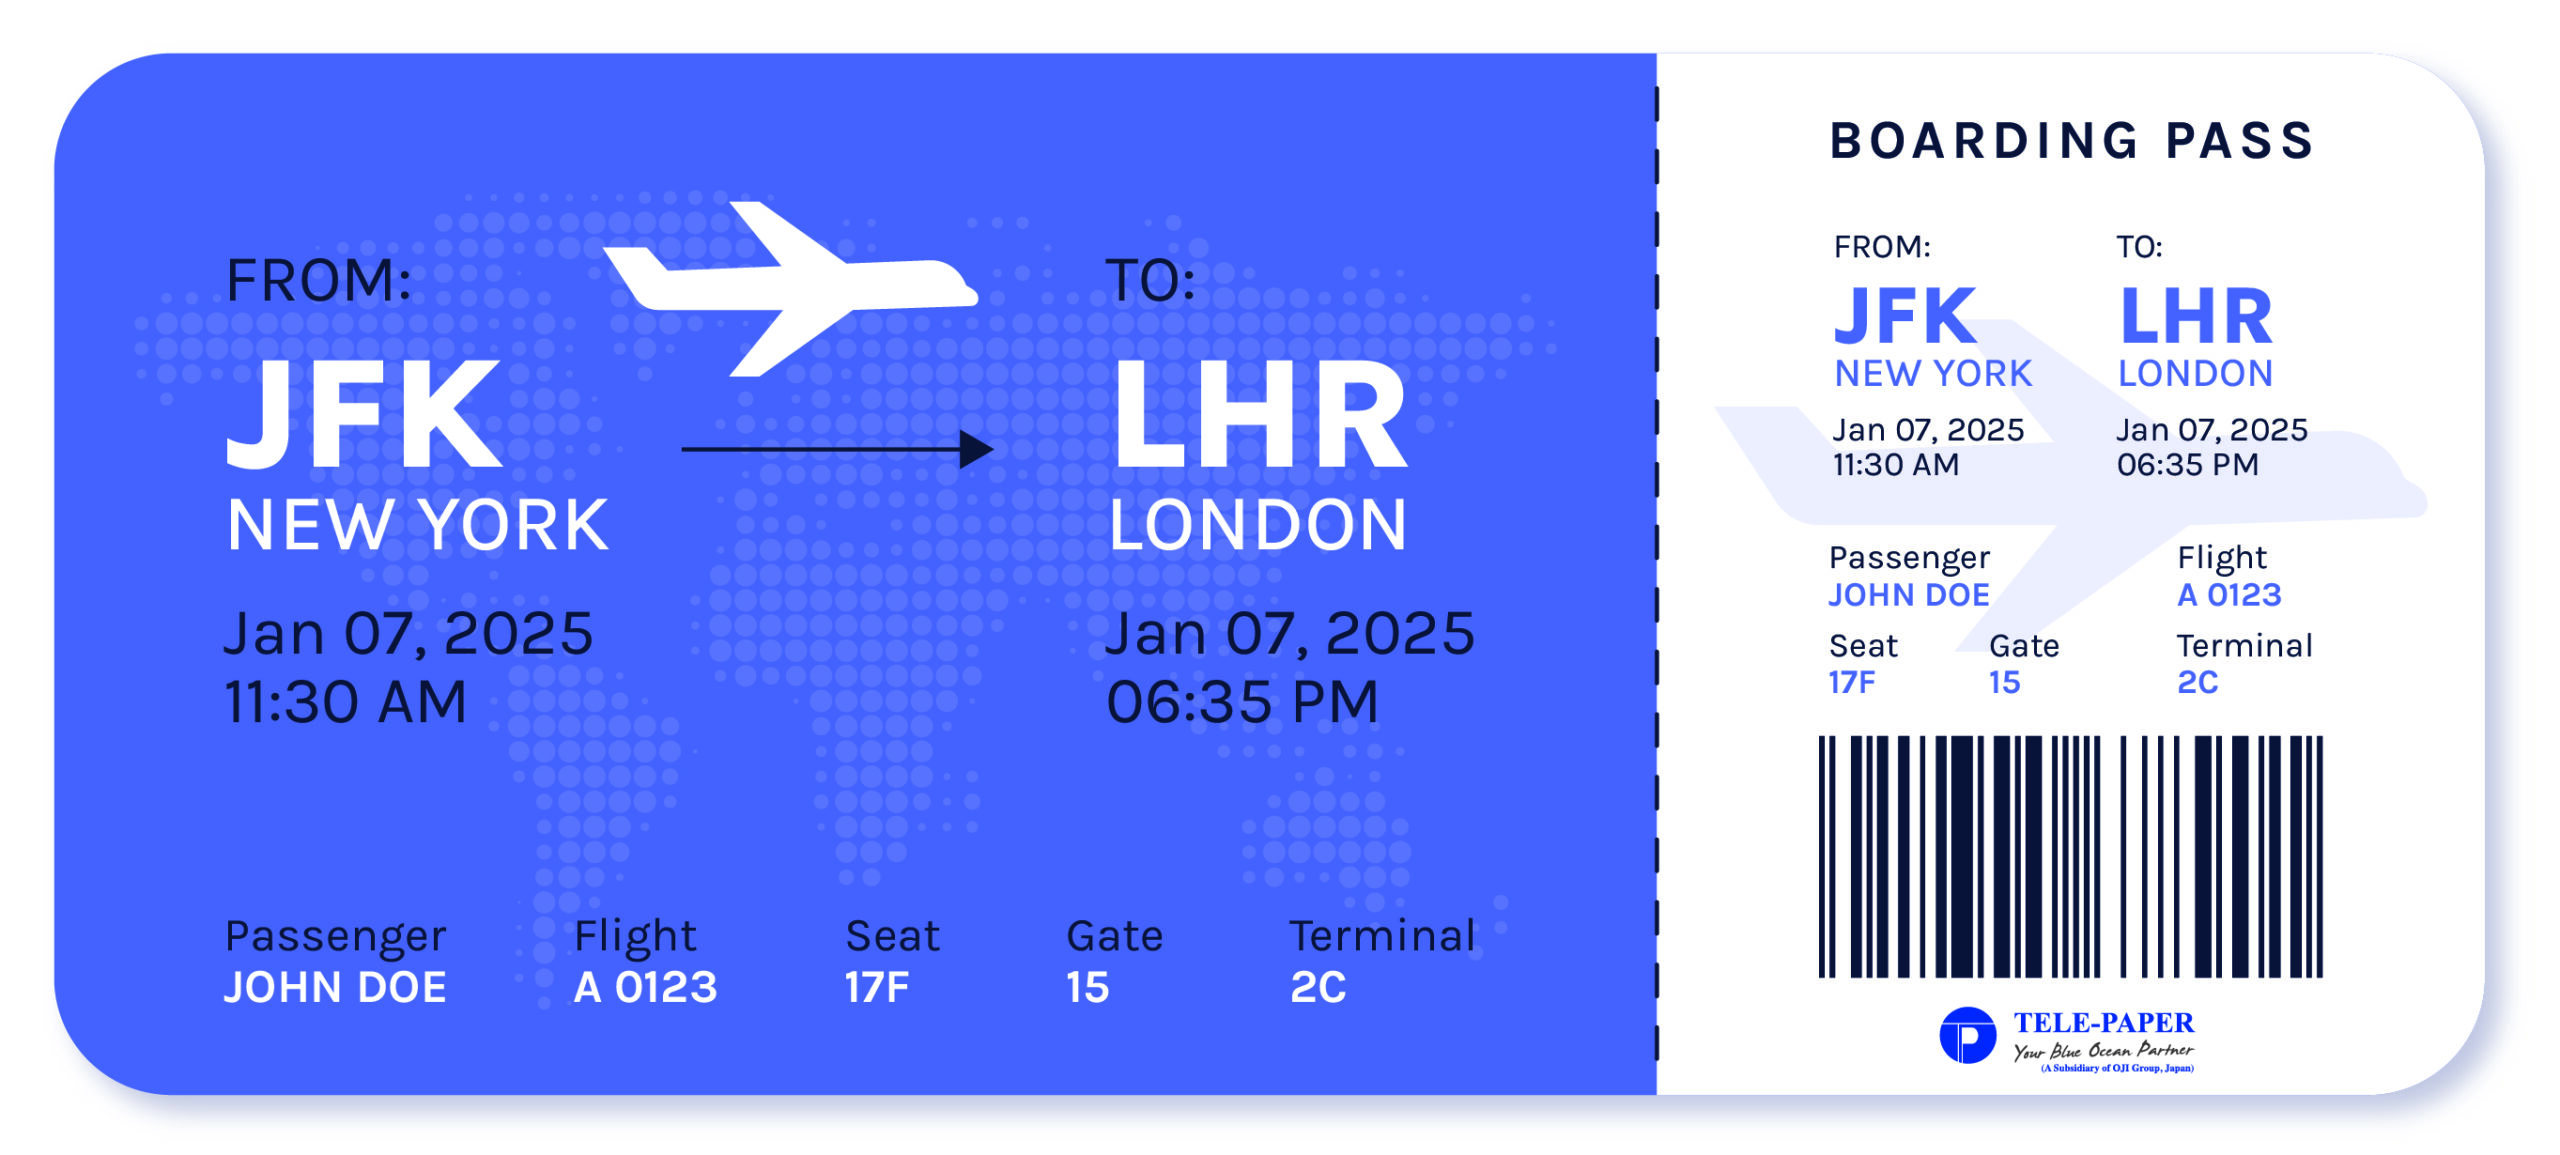 FROM:
JFK
NEW YORK
Jan 07, 2025
11:30 AM
TO:
LHR
LONDON
Jan 07, 2025
06:35 PM
Passenger
JOHN DOE
Flight
A 0123
Seat
17F
Gate
15
Terminal
2C
BOARDING PASS
FROM:
JFK
NEW YORK
Jan 07, 2025
11:30 AM
TO:
LHR
LONDON
Jan 07, 2025
06:35 PM
Passenger
JOHN DOE
Flight
A 0123
Seat
17F
Gate
15
Terminal
2C
TELE-PAPER
Your Blue Ocean Partner
(A Subsidiary of OJI Group, Japan)